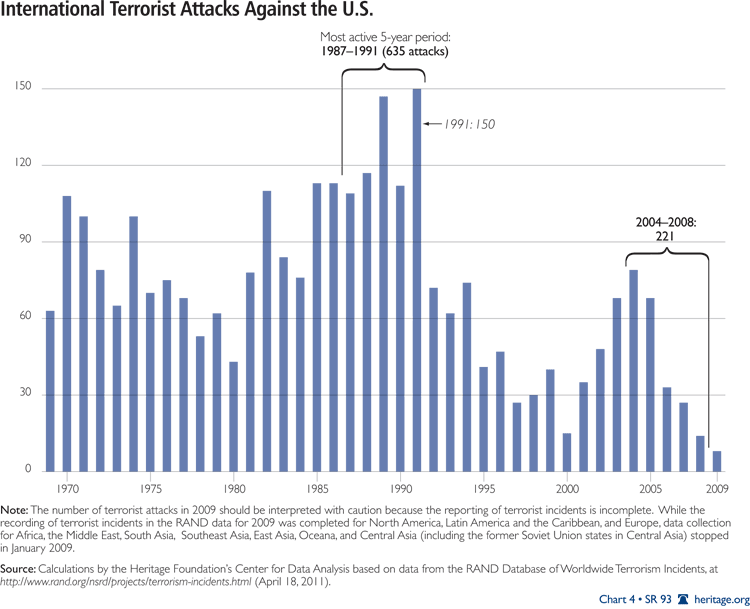 International Terrorist Attacks Against the U.S.
Most active 5-year period:
1987–1991 (635 attacks)
150
1991: 150
120
2004–2008:
221
90
60
30
0
1970 1975 1980 1985 1990 1995 2000 2005 2009
Note: The number of terrorist attacks in 2009 should be interpreted with caution because the reporting of terrorist incidents is incomplete. While the
recording of terrorist incidents in the RAND data for 2009 was completed for North America, Latin America and the Caribbean, and Europe, data collection
for Africa, the Middle East, South Asia, Southeast Asia, East Asia, Oceana, and Central Asia (including the former Soviet Union states in Central Asia) stopped
in January 2009.
Source: Calculations by the Heritage Foundation's Center for Data Analysis based on data from the RAND Database of Worldwide Terrorism Incidents, at
http://www.rand.org/nsrd/projects/terrorism-incidents.html (April 18, 2011).
Chart 4 • SR 93 heritage.org